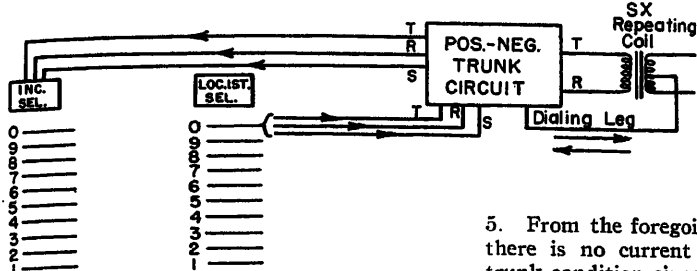 SX
Repeating
Coil
T
R
S
POS.-NEG.
TRUNK
CIRCUIT
T
R
INC.
SEL.
LOC.1ST.
SEL.
T
R
S
Dialing Leg
0
9
8
7
6
5
4
3
2
1
0
9
8
7
6
5
4
3
2
1
5. From the foregoi
there is no current
trunk condition since